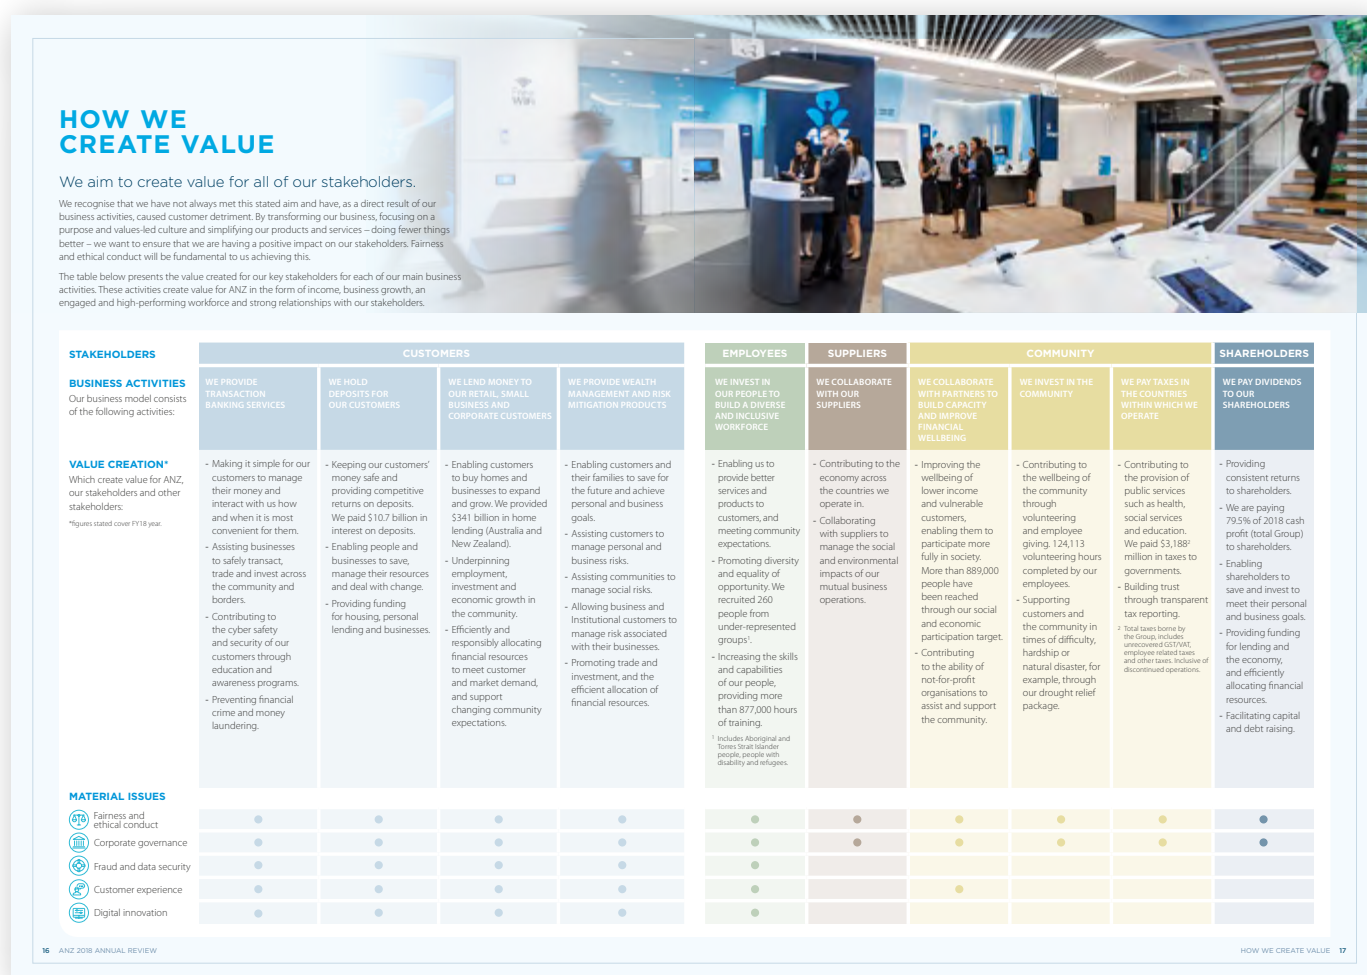 Free
WiFi
ANZ
HOW WE
CREATE VALUE
We aim to create value for all of our stakeholders.
We recognise that we have not always met this stated aim and have, as a direct result of our
business activities, caused customer detriment. By transforming our business, focusing on a
purpose and values-led culture and simplifying our products and services – doing fewer things
better – we want to ensure that we are having a positive impact on our stakeholders. Fairness
and ethical conduct will be fundamental to us achieving this.
The table below presents the value created for our key stakeholders for each of our main business
activities. These activities create value for ANZ in the form of income, business growth, an
engaged and high-performing workforce and strong relationships with our stakeholders.
STAKEHOLDERS
CUSTOMERS
EMPLOYEES
SUPPLIERS
COMMUNITY
SHAREHOLDERS
BUSINESS ACTIVITIES
Our business model consists
of the following activities:
WE PROVIDE
TRANSACTION
BANKING SERVICES
WE HOLD
DEPOSITS FOR
OUR CUSTOMERS
WE LEND MONEY TO
OUR RETAIL, SMALL
BUSINESS AND
CORPORATE CUSTOMERS
WE PROVIDE WEALTH
MANAGEMENT AND RISK
MITIGATION PRODUCTS
WE INVEST IN
OUR PEOPLE TO
BUILD A DIVERSE
AND INCLUSIVE
WORKFORCE
WE COLLABORATE
WITH OUR
SUPPLIERS
WE COLLABORATE
WITH PARTNERS TO
BUILD CAPACITY
AND IMPROVE
FINANCIAL
WELLBEING
WE INVEST IN THE
COMMUNITY
WE PAY TAXES IN
THE COUNTRIES
WITHIN WHICH WE
OPERATE
WE PAY DIVIDENDS
TO OUR
SHAREHOLDERS
VALUE CREATION*
Which create value for ANZ,
our stakeholders and other
stakeholders:
*figures stated cover FY18 year.
- Making it simple for our
customers to manage
their money and
interact with us how
and when it is most
convenient for them.
- Assisting businesses
to safely transact,
trade and invest across
the community and
borders.
- Contributing to
the cyber safety
and security of our
customers through
education and
awareness programs.
- Preventing financial
crime and money
laundering.
- Keeping our customers'
money safe and
providing competitive
returns on deposits.
We paid $10.7 billion in
interest on deposits.
- Enabling people and
businesses to save,
manage their resources
and deal with change.
- Providing funding
for housing, personal
lending and businesses.
- Enabling customers
to buy homes and
businesses to expand
and grow. We provided
$341 billion in home
lending (Australia and
New Zealand).
- Underpinning
employment,
investment and
economic growth in
the community.
- Efficiently and
responsibly allocating
financial resources
to meet customer
and market demand,
and support
changing community
expectations.
- Enabling customers and
their families to save for
the future and achieve
personal and business
goals.
- Assisting customers to
manage personal and
business risks.
- Assisting communities to
manage social risks.
- Allowing business and
Institutional customers to
manage risk associated
with their businesses.
- Promoting trade and
investment, and the
efficient allocation of
financial resources.
- Enabling us to
provide better
services and
products to
customers, and
meeting community
expectations.
- Promoting diversity
and equality of
opportunity. We
recruited 260
people from
under-represented
groups¹.
- Increasing the skills
and capabilities
of our people,
providing more
than 877,000 hours
of training.
¹ Includes Aboriginal and
Torres Strait Islander
people, people with
disability and refugees.
- Contributing to the
economy across
the countries we
operate in.
- Collaborating
with suppliers to
manage the social
and environmental
impacts of our
mutual business
operations.
- Improving the
wellbeing of
lower income
and vulnerable
customers,
enabling them to
participate more
fully in society.
More than 889,000
people have
been reached
through our social
and economic
participation target.
- Contributing
to the ability of
not-for-profit
organisations to
assist and support
the community.
- Contributing to
the wellbeing of
the community
through
volunteering
and employee
giving. 124,113
volunteering hours
completed by our
employees.
- Supporting
customers and
the community in
times of difficulty,
hardship or
natural disaster, for
example, through
our drought relief
package.
- Contributing to
the provision of
public services
such as health,
social services
and education.
We paid $3,188²
million in taxes to
governments.
- Building trust
through transparent
tax reporting.
² Total taxes borne by
the Group, includes
unrecovered GST/VAT,
employee related taxes
and other taxes. Inclusive of
discontinued operations.
- Providing
consistent returns
to shareholders.
- We are paying
79.5% of 2018 cash
profit (total Group)
to shareholders.
- Enabling
shareholders to
save and invest to
meet their personal
and business goals.
- Providing funding
for lending and
the economy,
and efficiently
allocating financial
resources.
- Facilitating capital
and debt raising.
MATERIAL ISSUES
Fairness and
ethical conduct
Corporate governance
Fraud and data security
Customer experience
Digital innovation
16 ANZ 2018 ANNUAL REVIEW
HOW WE CREATE VALUE 17